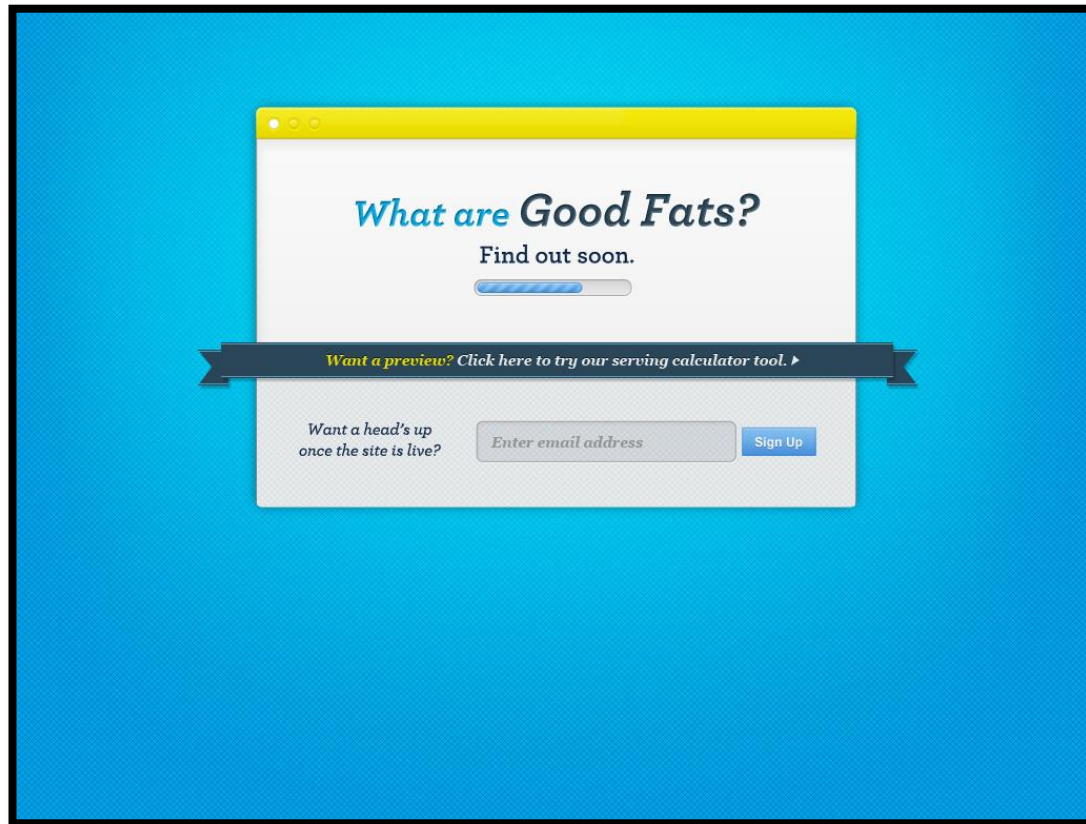 What are Good Fats?
Find out soon.
Want a preview? Click here to try our serving calculator tool.
Want a head's up
once the site is live?
Enter email address
Sign Up